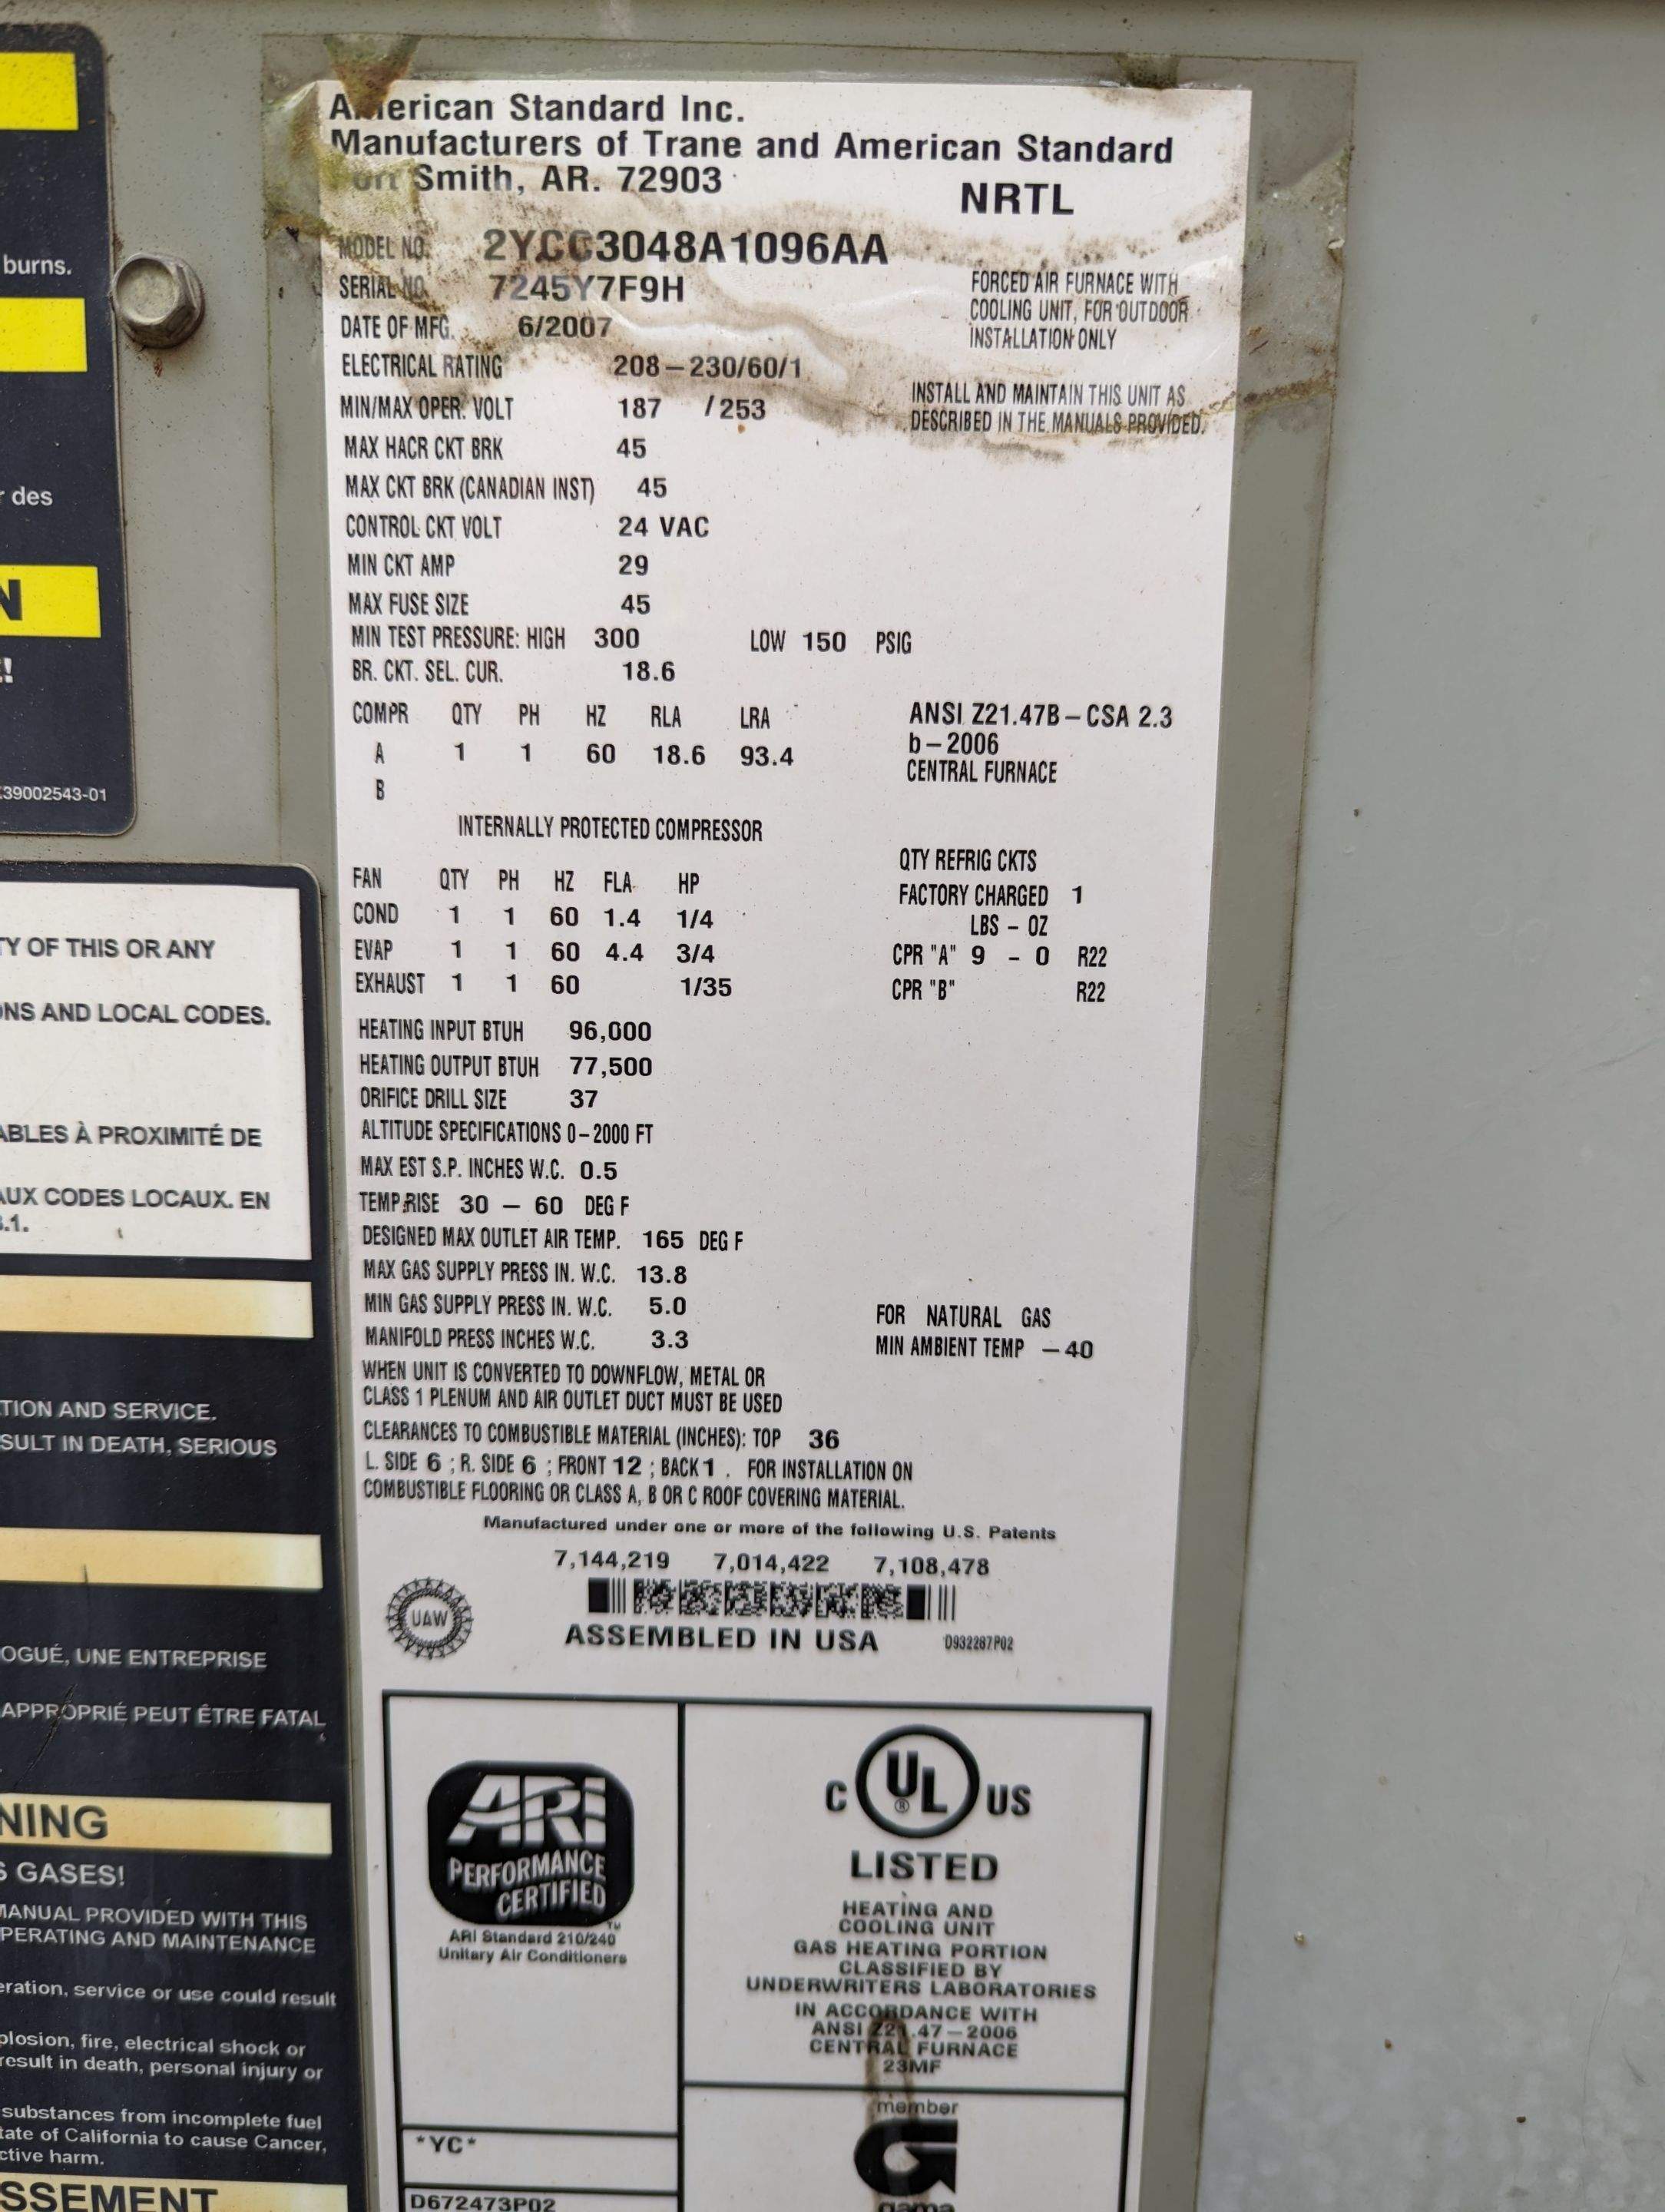 American Standard Inc.
Manufacturers of Trane and American Standard
Fort Smith, AR. 72903
NRTL
MODEL NO. 2YCC3048A1096AA
SERIAL NO. 7245Y7F9H
DATE OF MFG. 6/2007
FORCED AIR FURNACE WITH
COOLING UNIT, FOR OUTDOOR
INSTALLATION ONLY
ELECTRICAL RATING 208-230/60/1
MIN/MAX OPER. VOLT 187 / 253
INSTALL AND MAINTAIN THIS UNIT AS
DESCRIBED IN THE MANUALS PROVIDED.
MAX HACR CKT BRK 45
MAX CKT BRK (CANADIAN INST) 45
CONTROL CKT VOLT 24 VAC
MIN CKT AMP 29
MAX FUSE SIZE 45
MIN TEST PRESSURE: HIGH 300 LOW 150 PSIG
BR. CKT. SEL. CUR. 18.6
COMPR QTY PH HZ RLA LRA
A 1 1 60 18.6 93.4
B
ANSI Z21.47B-CSA 2.3
b-2006
CENTRAL FURNACE
INTERNALLY PROTECTED COMPRESSOR
FAN QTY PH HZ FLA HP
COND 1 1 60 1.4 1/4
EVAP 1 1 60 4.4 3/4
EXHAUST 1 1 60 1/35
QTY REFRIG CKTS
FACTORY CHARGED 1
LBS - OZ
CPR "A" 9 - 0 R22
CPR "B" R22
HEATING INPUT BTUH 96,000
HEATING OUTPUT BTUH 77,500
ORIFICE DRILL SIZE 37
ALTITUDE SPECIFICATIONS 0-2000 FT
MAX EST S.P. INCHES W.C. 0.5
TEMP.RISE 30 - 60 DEG F
DESIGNED MAX OUTLET AIR TEMP. 165 DEG F
MAX GAS SUPPLY PRESS IN. W.C. 13.8
MIN GAS SUPPLY PRESS IN. W.C. 5.0
MANIFOLD PRESS INCHES W.C. 3.3
FOR NATURAL GAS
MIN AMBIENT TEMP -40
WHEN UNIT IS CONVERTED TO DOWNFLOW, METAL OR
CLASS 1 PLENUM AND AIR OUTLET DUCT MUST BE USED
CLEARANCES TO COMBUSTIBLE MATERIAL (INCHES): TOP 36
L. SIDE 6 ; R. SIDE 6 ; FRONT 12 ; BACK 1 . FOR INSTALLATION ON
COMBUSTIBLE FLOORING OR CLASS A, B OR C ROOF COVERING MATERIAL.
Manufactured under one or more of the following U.S. Patents
7,144,219 7,014,422 7,108,478
UAW
ASSEMBLED IN USA D932287P02
ARI
PERFORMANCE
CERTIFIED TM
ARI Standard 210/240
Unitary Air Conditioners
*YC*
D672473P02
C UL ® US
LISTED
HEATING AND
COOLING UNIT
GAS HEATING PORTION
CLASSIFIED BY
UNDERWRITERS LABORATORIES
IN ACCORDANCE WITH
ANSI Z21.47-2006
CENTRAL FURNACE
23MF
member
gama
burns.
r des
N
!
39002543-01
TY OF THIS OR ANY
ONS AND LOCAL CODES.
ABLES À PROXIMITÉ DE
AUX CODES LOCAUX. EN
.1.
TION AND SERVICE.
SULT IN DEATH, SERIOUS
OGUÉ, UNE ENTREPRISE
APPROPRIÉ PEUT ÊTRE FATAL
NING
S GASES!
MANUAL PROVIDED WITH THIS
PERATING AND MAINTENANCE
eration, service or use could result
plosion, fire, electrical shock or
result in death, personal injury or
substances from incomplete fuel
tate of California to cause Cancer,
ctive harm.
SSEMENT